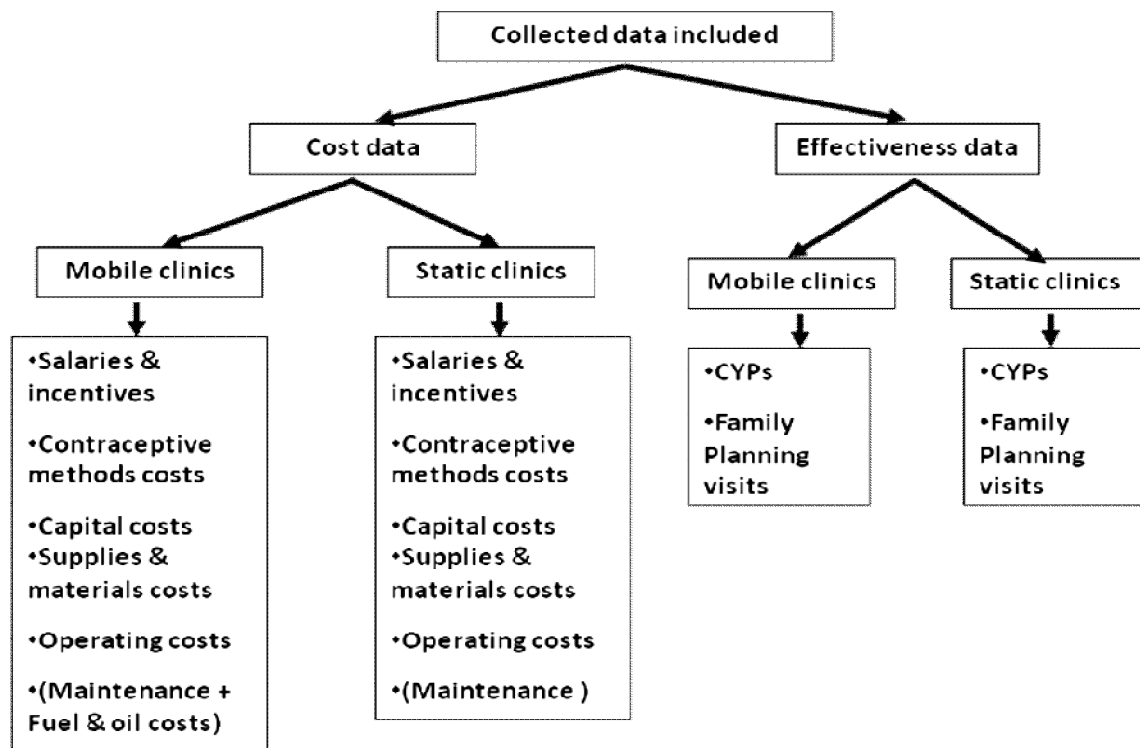 Collected data included
Cost data
Effectiveness data
Mobile clinics
Static clinics
Mobile clinics
Static clinics
•Salaries &
incentives
•Contraceptive
methods costs
•Capital costs
•Supplies &
materials costs
•Operating costs
•(Maintenance +
Fuel & oil costs)
•Salaries &
incentives
•Contraceptive
methods costs
•Capital costs
•Supplies &
materials costs
•Operating costs
•(Maintenance )
•CYPs
•Family
Planning
visits
•CYPs
•Family
Planning
visits